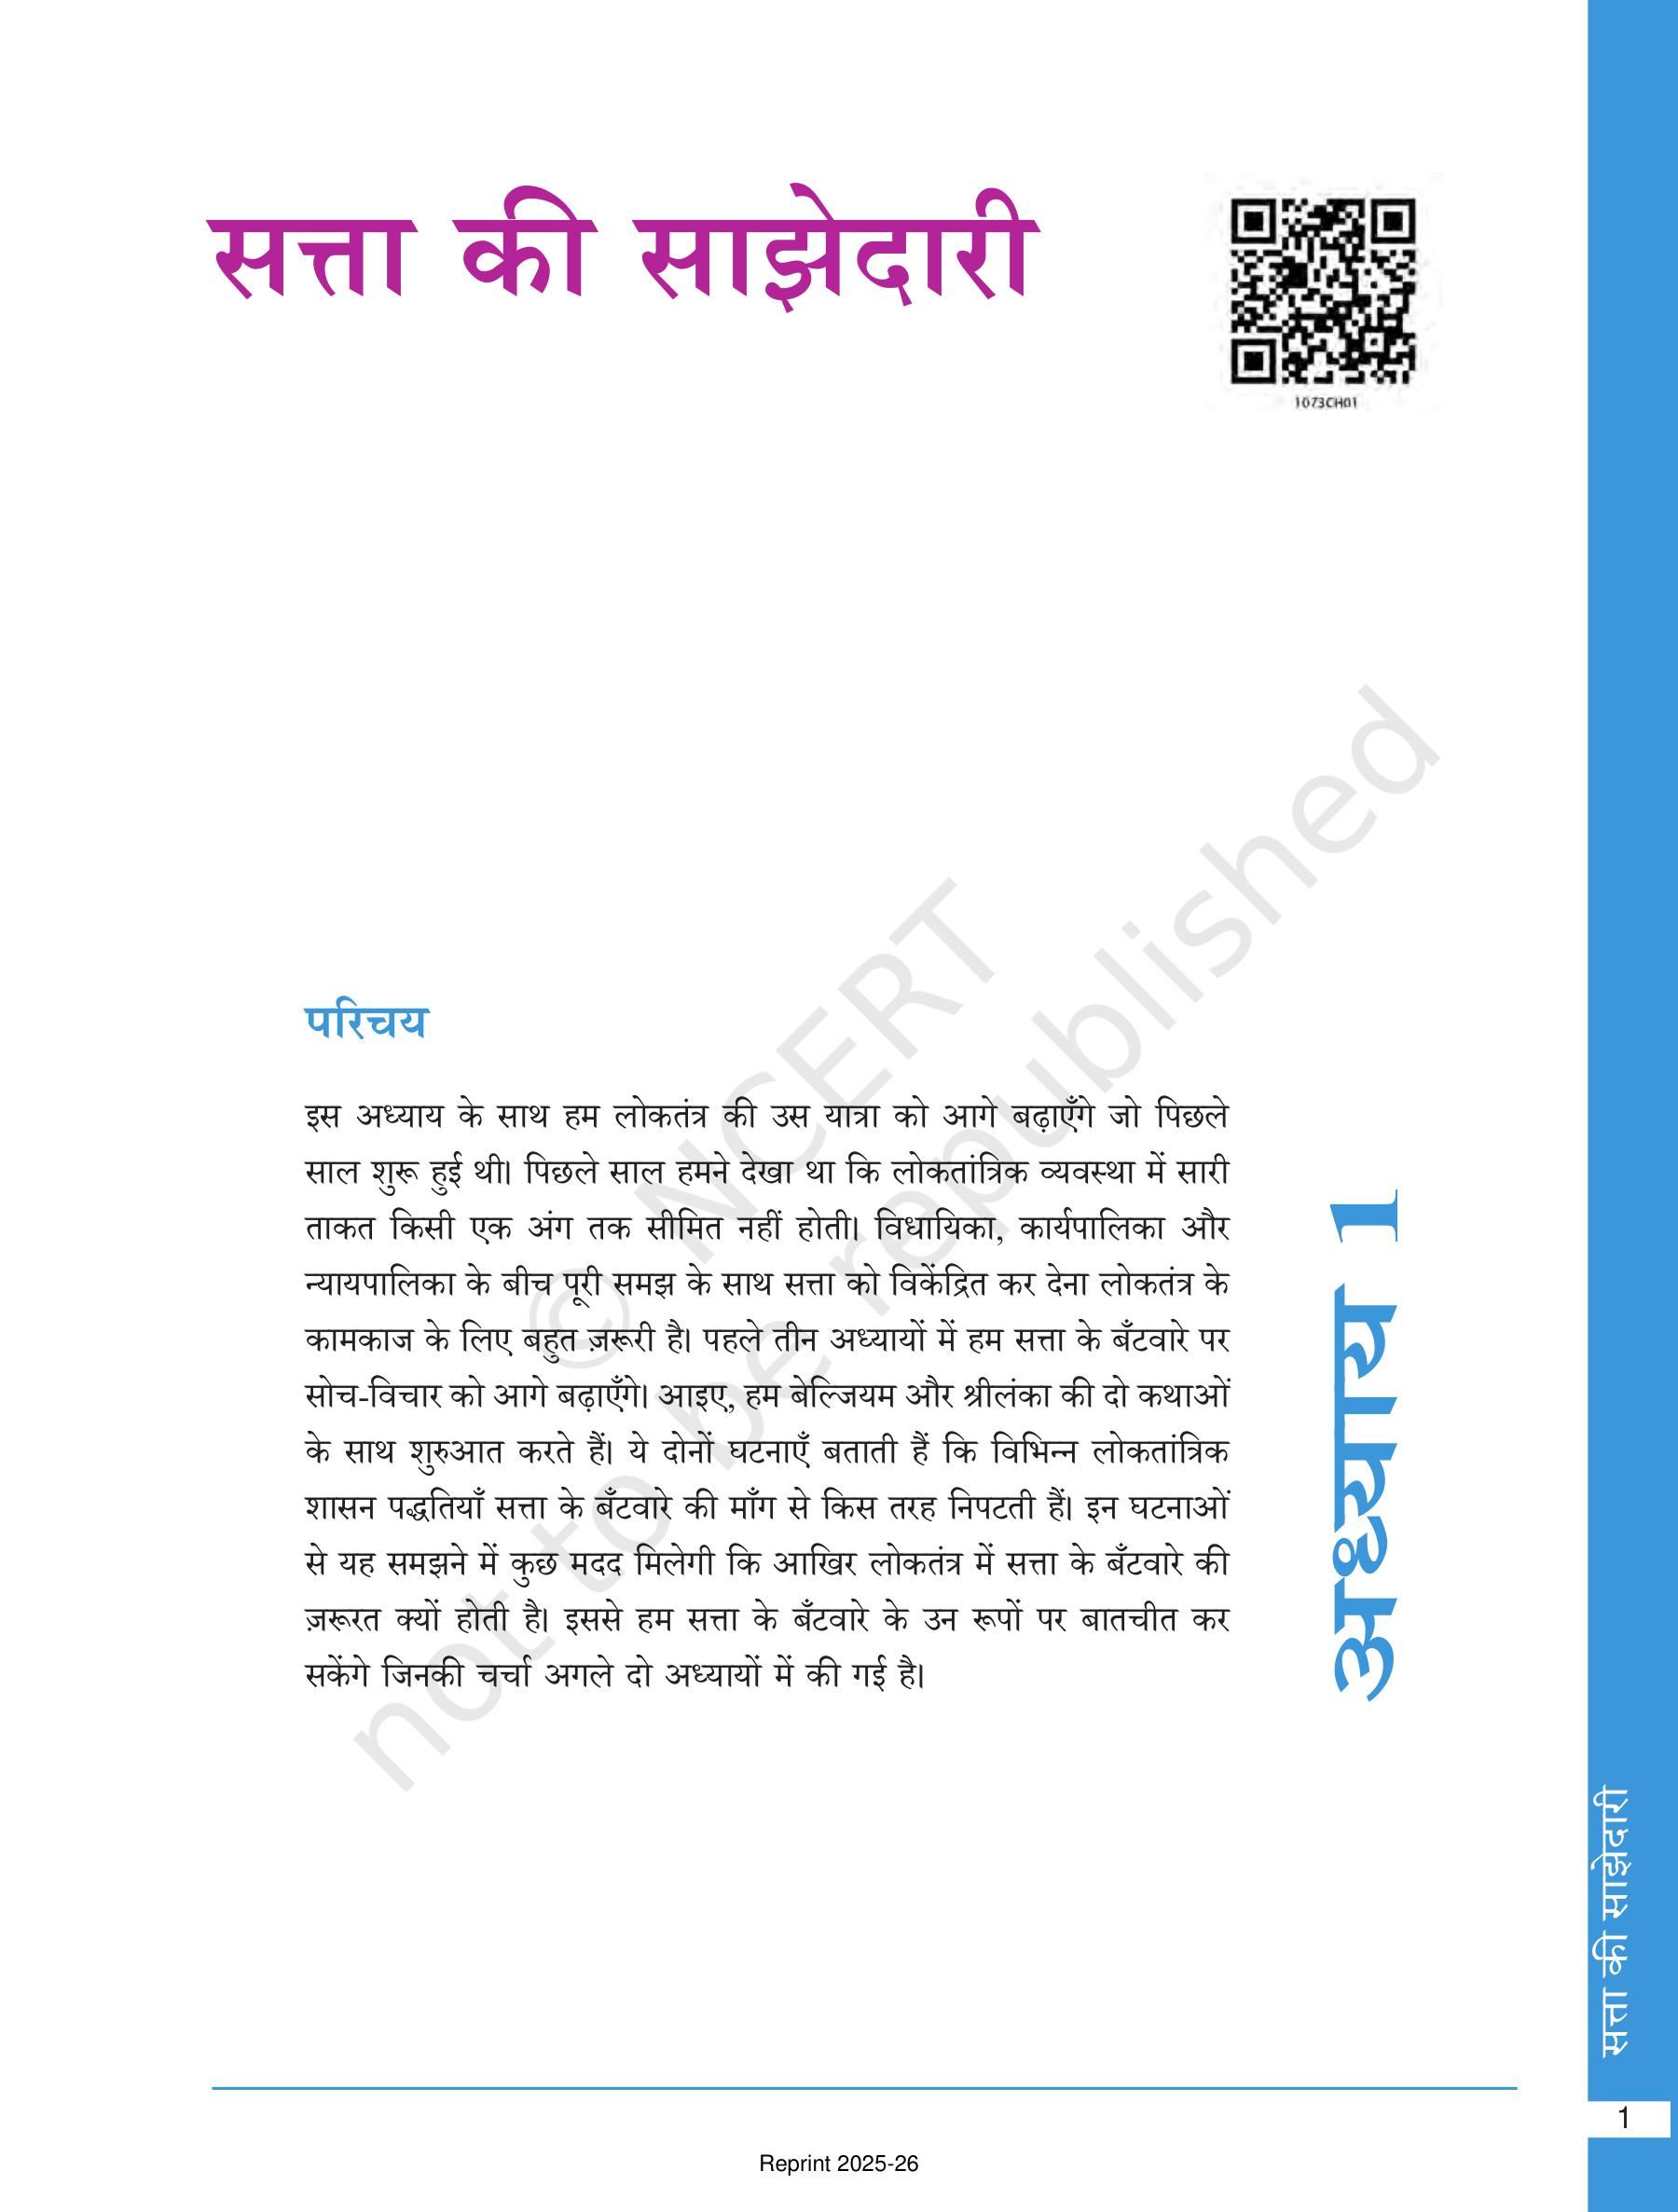 सत्ता की साझेदारी
1073CH01
परिचय
इस अध्याय के साथ हम लोकतंत्र की उस यात्रा को आगे बढ़ाएँगे जो पिछले
साल शुरू हुई थी। पिछले साल हमने देखा था कि लोकतांत्रिक व्यवस्था में सारी
ताकत किसी एक अंग तक सीमित नहीं होती। विधायिका, कार्यपालिका और
न्यायपालिका के बीच पूरी समझ के साथ सत्ता को विकेंद्रित कर देना लोकतंत्र के
कामकाज के लिए बहुत ज़रूरी है। पहले तीन अध्यायों में हम सत्ता के बँटवारे पर
सोच-विचार को आगे बढ़ाएँगे। आइए, हम बेल्जियम और श्रीलंका की दो कथाओं
के साथ शुरुआत करते हैं। ये दोनों घटनाएँ बताती हैं कि विभिन्न लोकतांत्रिक
शासन पद्धतियाँ सत्ता के बँटवारे की माँग से किस तरह निपटती हैं। इन घटनाओं
से यह समझने में कुछ मदद मिलेगी कि आखिर लोकतंत्र में सत्ता के बँटवारे की
ज़रूरत क्यों होती है। इससे हम सत्ता के बँटवारे के उन रूपों पर बातचीत कर
सकेंगे जिनकी चर्चा अगले दो अध्यायों में की गई है।
अध्याय 1
© NCERT
not to be republished
सत्ता की साझेदारी
1
Reprint 2025-26